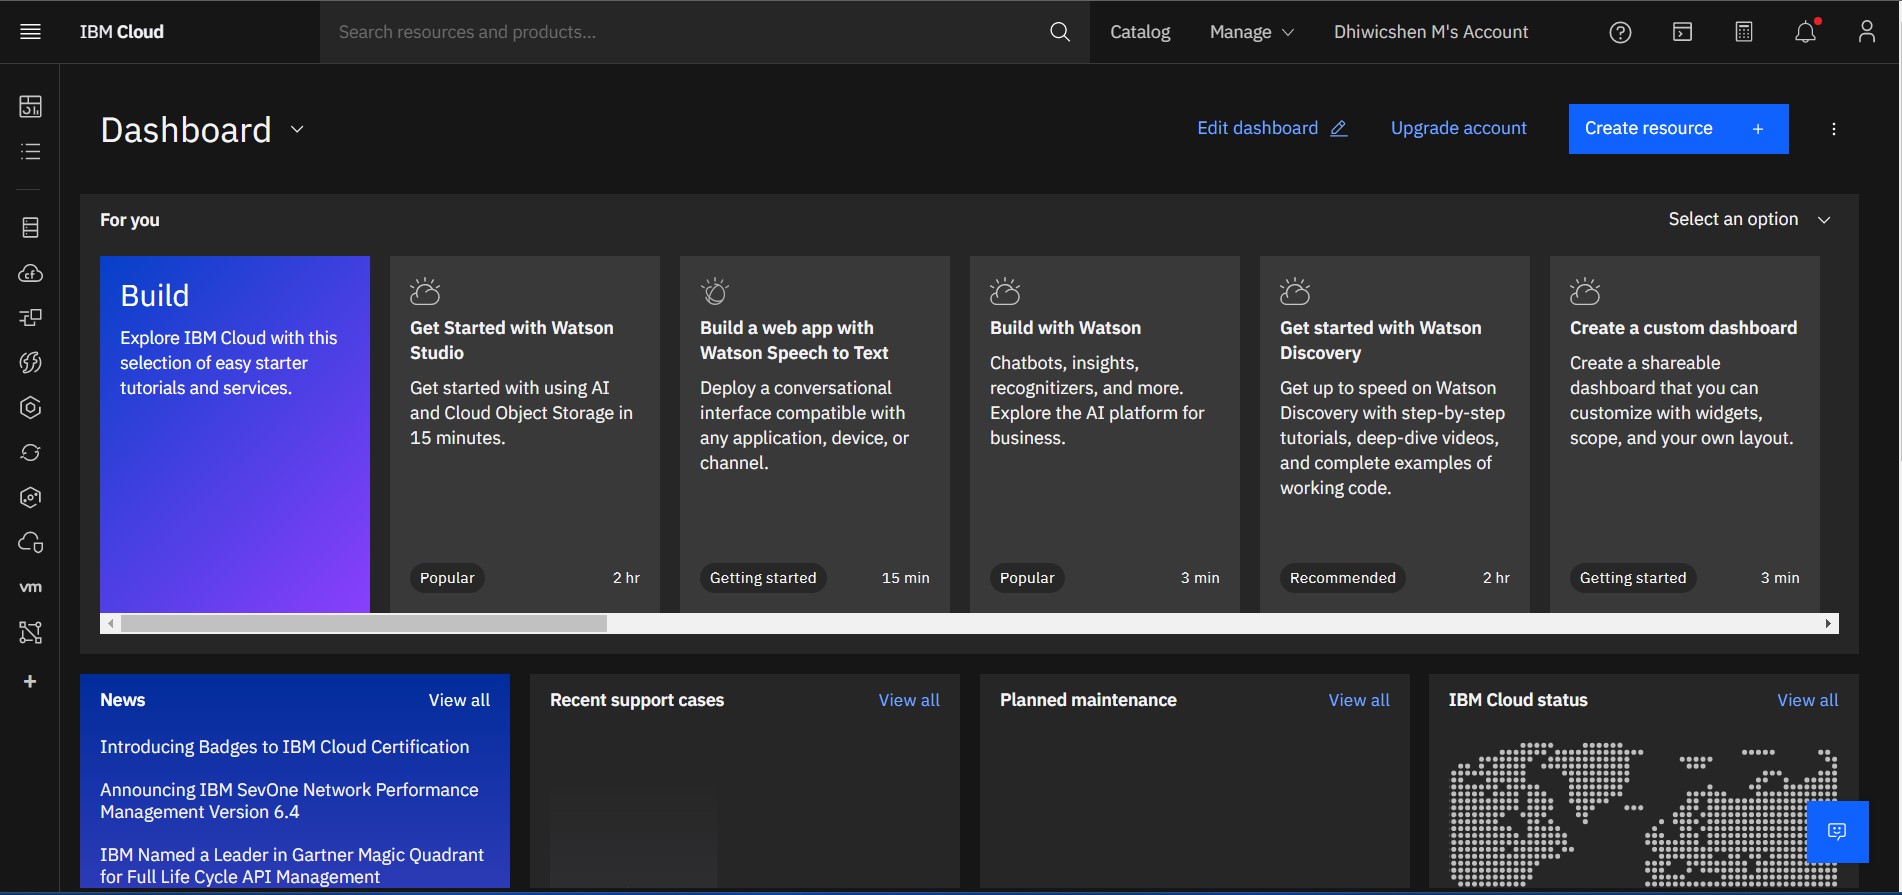 IBM Cloud
Search resources and products...
Catalog
Manage
Dhiwicshen M's Account
Dashboard
Edit dashboard
Upgrade account
Create resource +
For you
Select an option
Build
Explore IBM Cloud with this
selection of easy starter
tutorials and services.
Get Started with Watson
Studio
Get started with using AI
and Cloud Object Storage in
15 minutes.
Popular
2 hr
Build a web app with
Watson Speech to Text
Deploy a conversational
interface compatible with
any application, device, or
channel.
Getting started
15 min
Build with Watson
Chatbots, insights,
recognitizers, and more.
Explore the AI platform for
business.
Popular
3 min
Get started with Watson
Discovery
Get up to speed on Watson
Discovery with step-by-step
tutorials, deep-dive videos,
and complete examples of
working code.
Recommended
2 hr
Create a custom dashboard
Create a shareable
dashboard that you can
customize with widgets,
scope, and your own layout.
Getting started
3 min
cf
vm
News
View all
Introducing Badges to IBM Cloud Certification
Announcing IBM SevOne Network Performance
Management Version 6.4
IBM Named a Leader in Gartner Magic Quadrant
for Full Life Cycle API Management
Recent support cases
View all
Planned maintenance
View all
IBM Cloud status
View all